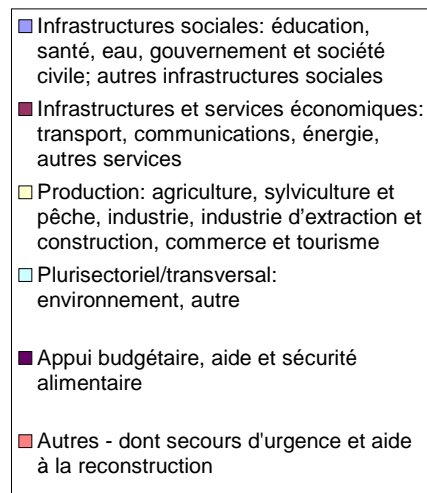 Infrastructures sociales: éducation,
santé, eau, gouvernement et société
civile; autres infrastructures sociales
Infrastructures et services économiques:
transport, communications, énergie,
autres services
Production: agriculture, sylviculture et
pêche, industrie, industrie d'extraction et
construction, commerce et tourisme
Plurisectoriel/transversal:
environnement, autre
Appui budgétaire, aide et sécurité
alimentaire
Autres - dont secours d'urgence et aide
à la reconstruction